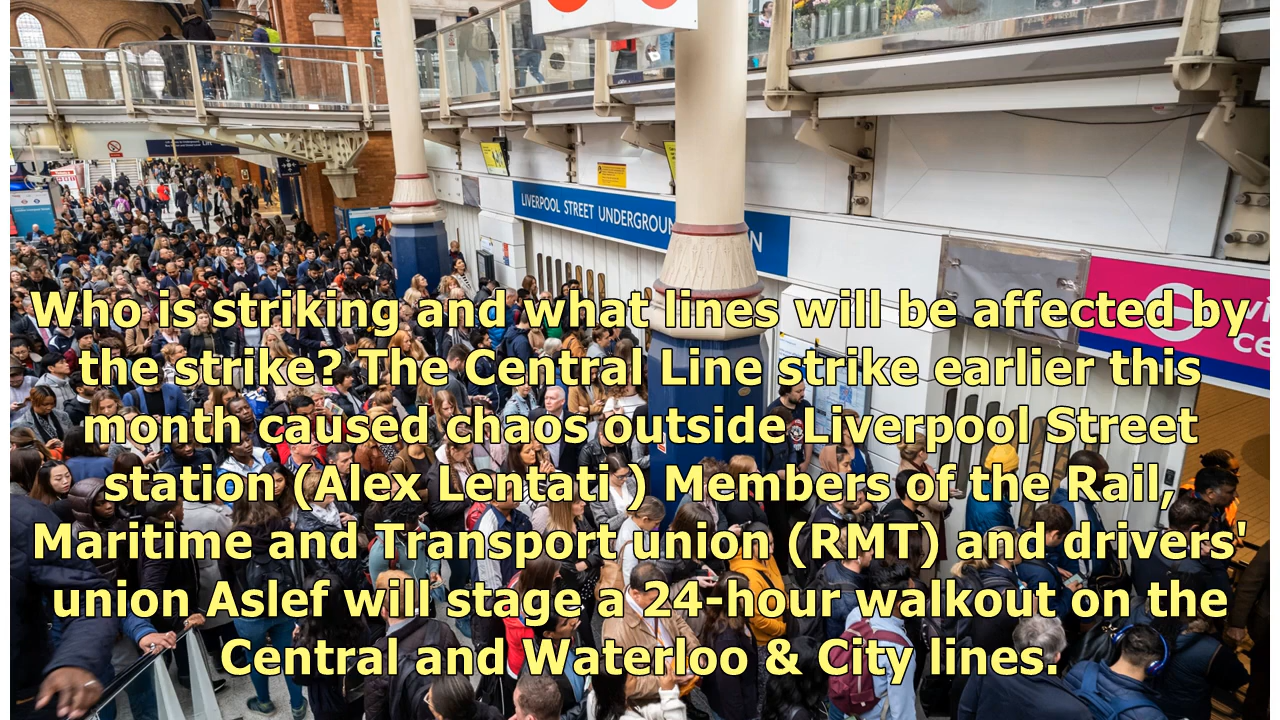 LIVERPOOL STREET UNDERGROUN
Who is striking and what lines will be affected by
the strike? The Central Line strike earlier this
month caused chaos outside Liverpool Street
station (Alex Lentati ) Members of the Rail,
Maritime and Transport union (RMT) and drivers'
union Aslef will stage a 24-hour walkout on the
Central and Waterloo & City lines.